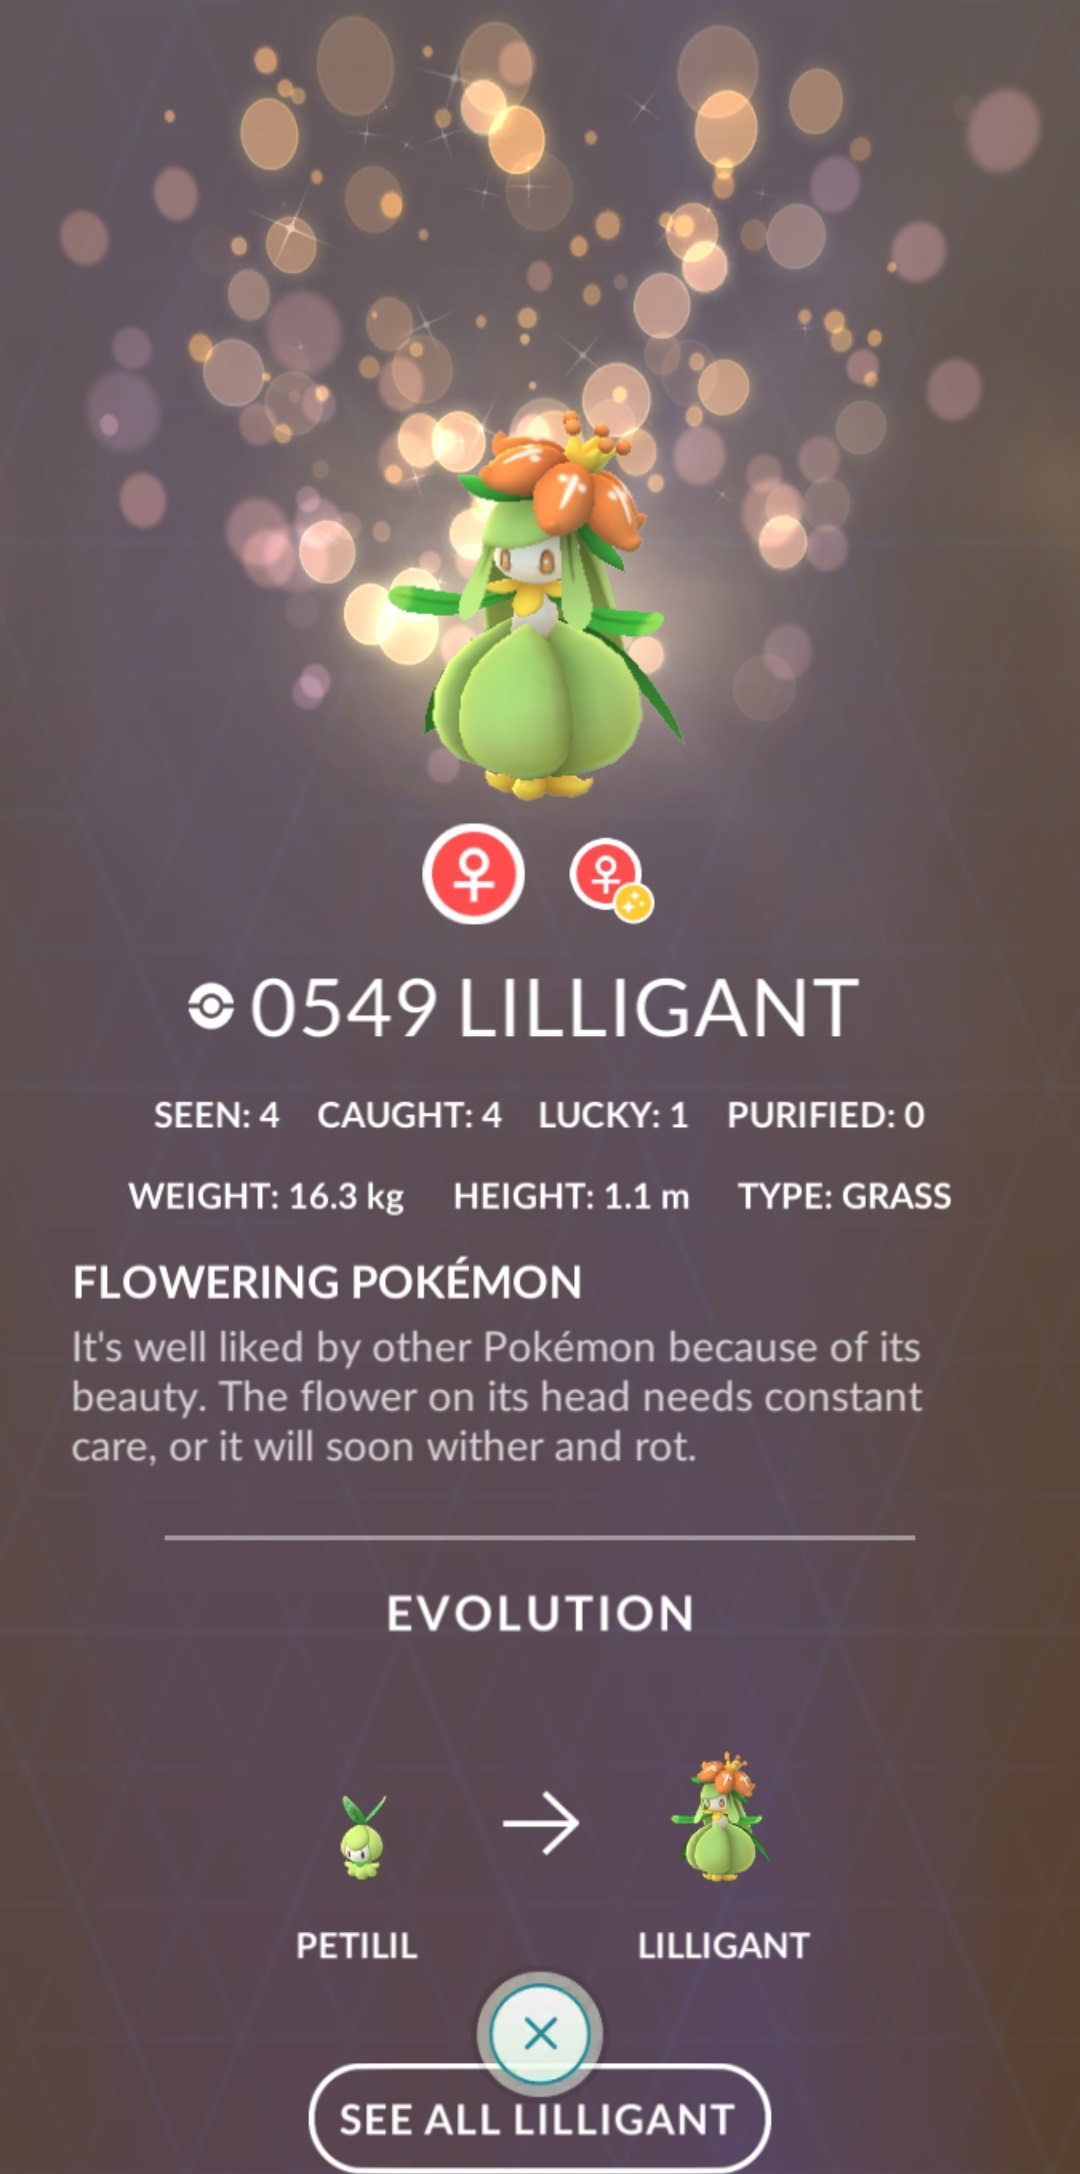 0549 LILLIGANT
SEEN: 4 CAUGHT: 4 LUCKY: 1 PURIFIED: 0
WEIGHT: 16.3 kg HEIGHT: 1.1 m TYPE: GRASS
FLOWERING POKÉMON
It's well liked by other Pokémon because of its
beauty. The flower on its head needs constant
care, or it will soon wither and rot.
EVOLUTION
PETILIL LILLIGANT
SEE ALL LILLIGANT